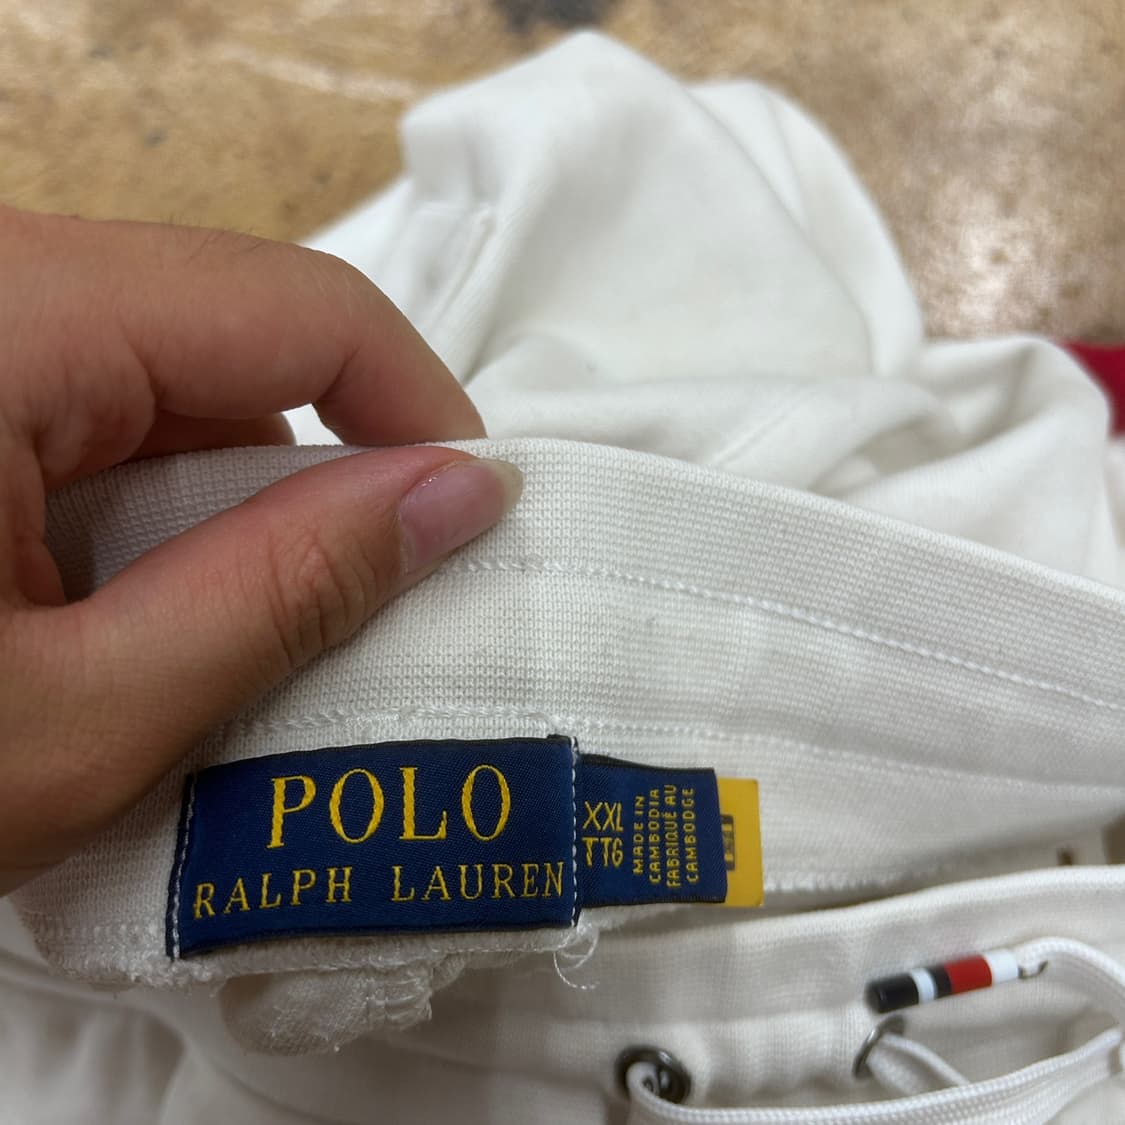 POLO
RALPH LAUREN
XXL
TTG
MADE IN
CAMBODIA
FABRIQUÉ AU
CAMBODGE